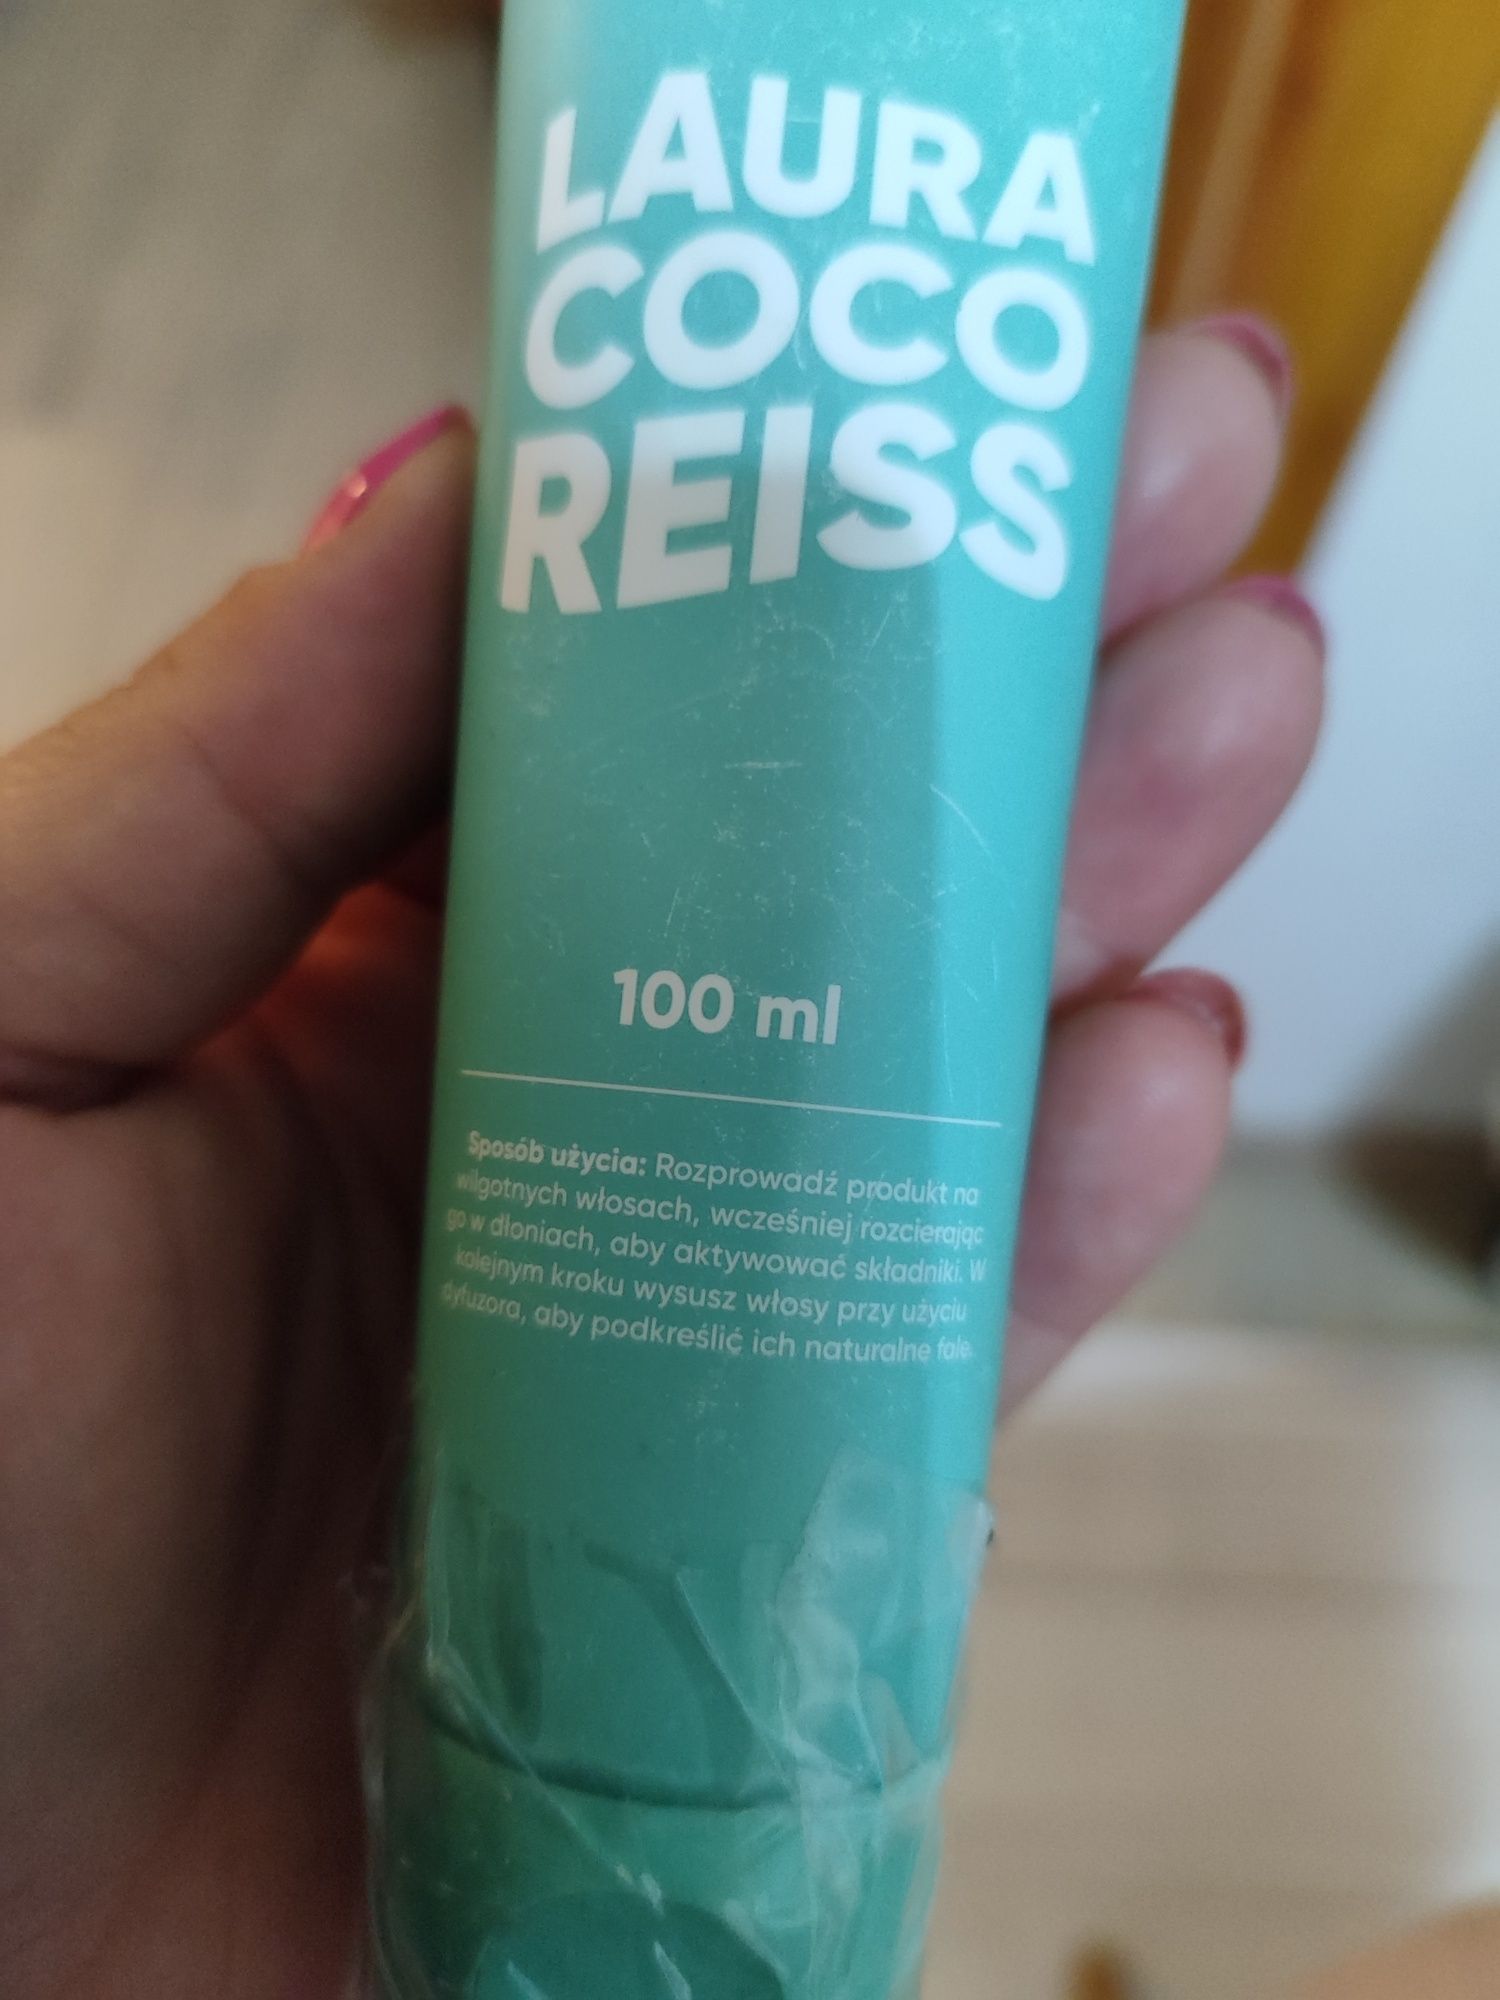 LAURA
COCO
REISS
100 ml
Sposób użycia: Rozprowadź produkt na
wilgotnych włosach, wcześniej rozcierając
go w dłoniach, aby aktywować składniki. W
kolejnym kroku wysusz włosy przy użyciu
dyfuzora, aby podkreślić ich naturalne fale.